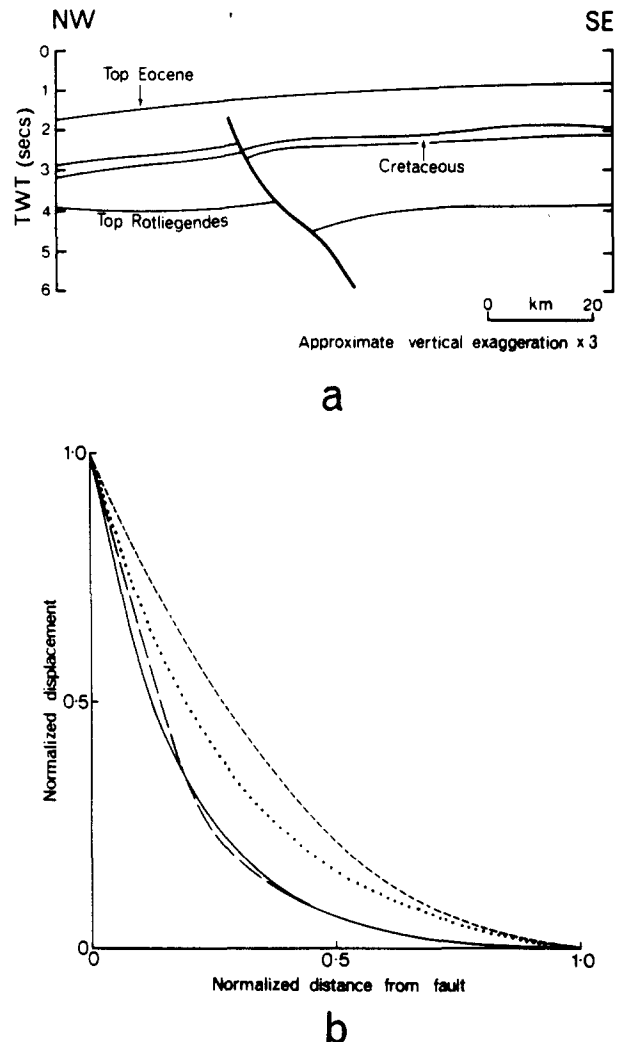 NW
SE
0
1
2
3
4
5
6
TWT (secs)
Top Eocene
Cretaceous
Top Rotliegendes
0 km 20
Approximate vertical exaggeration x 3
a
1·0
0·5
0
Normalized displacement
0 0·5 1·0
Normalized distance from fault
b